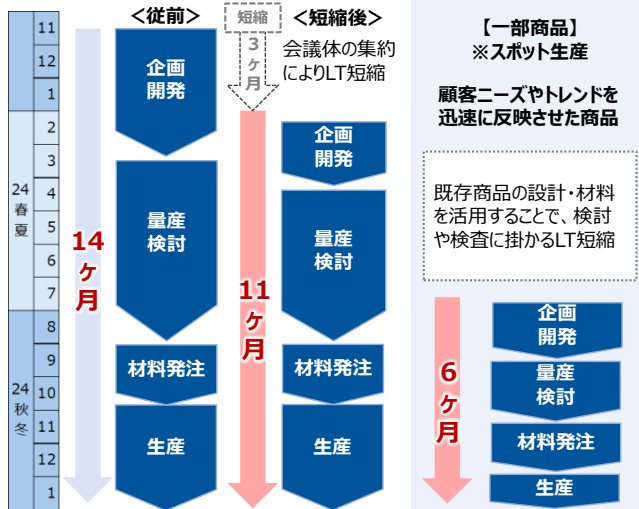 11
12
1
2
3
4
5
6
7
8
9
10
11
12
1
24
春
夏
24
秋
冬
14
ヶ
月
<従前>
企画
開発
量産
検討
材料発注
生産
短縮
3
ヶ
月
11
ヶ
月
<短縮後>
会議体の集約
によりLT短縮
企画
開発
量産
検討
材料発注
生産
【一部商品】
※スポット生産
顧客ニーズやトレンドを
迅速に反映させた商品
既存商品の設計・材料
を活用することで、検討
や検査に掛かるLT短縮
6
ヶ
月
企画
開発
量産
検討
材料発注
生産